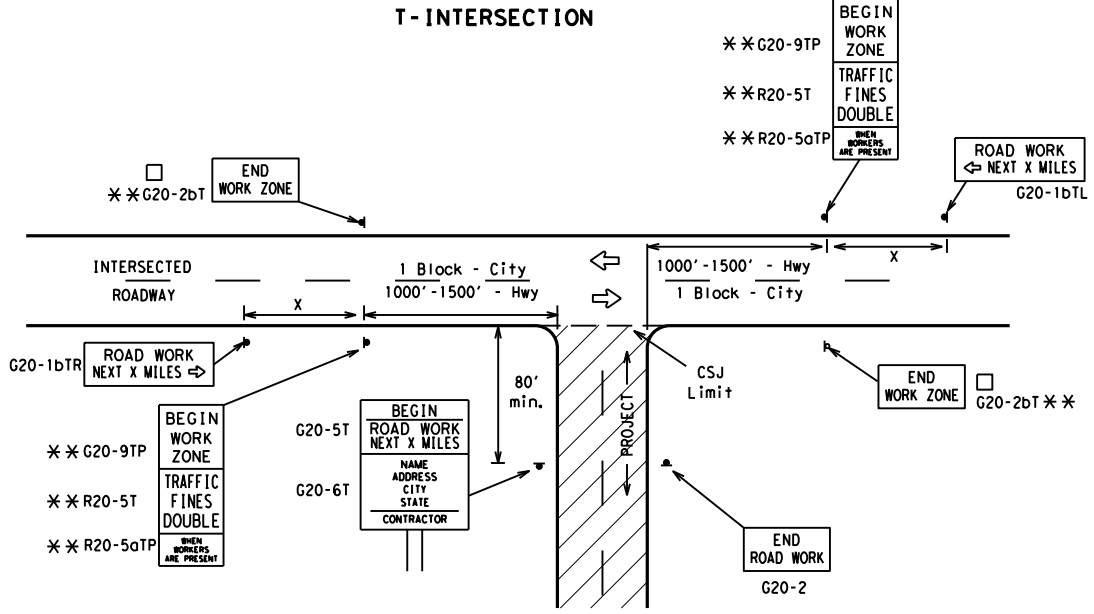 T-INTERSECTION
BEGIN
WORK
ZONE
TRAFFIC
FINES
DOUBLE
WHEN
WORKERS
ARE PRESENT
**G20-9TP
**R20-5T
**R20-5aTP
ROAD WORK
⇦ NEXT X MILES
G20-1bTL
□
**G20-2bT
END
WORK ZONE
INTERSECTED
ROADWAY
1 Block - City
1000'-1500' - Hwy
1000'-1500' - Hwy
1 Block - City
X
X
G20-1bTR
ROAD WORK
NEXT X MILES ⇨
80'
min.
CSJ
Limit
PROJECT
END
WORK ZONE
□
G20-2bT **
**G20-9TP
**R20-5T
**R20-5aTP
BEGIN
WORK
ZONE
TRAFFIC
FINES
DOUBLE
WHEN
WORKERS
ARE PRESENT
G20-5T
G20-6T
BEGIN
ROAD WORK
NEXT X MILES
NAME
ADDRESS
CITY
STATE
CONTRACTOR
END
ROAD WORK
G20-2